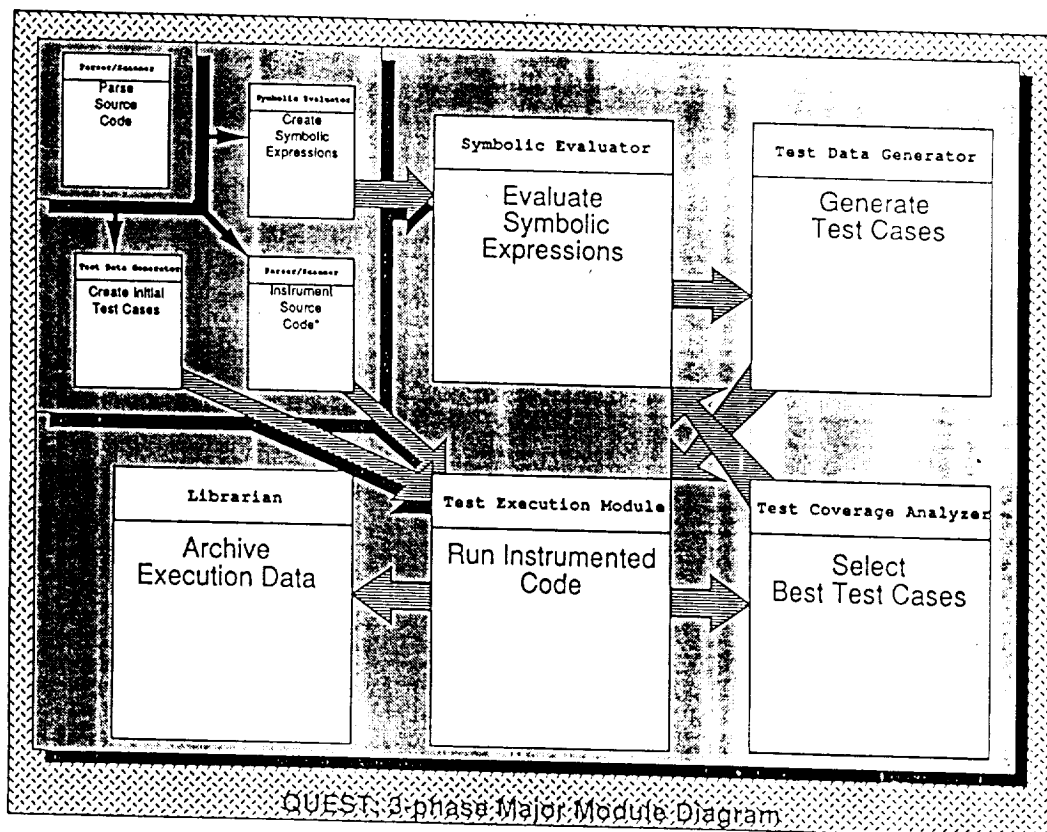 Parser/Scanner
Parse
Source
Code
Symbolic Evaluator
Create
Symbolic
Expressions
Test Data Generator
Create Initial
Test Cases
Parser/Scanner
Instrument
Source
Code*
Symbolic Evaluator
Evaluate
Symbolic
Expressions
Test Data Generator
Generate
Test Cases
Librarian
Archive
Execution Data
Test Execution Module
Run Instrumented
Code
Test Coverage Analyzer
Select
Best Test Cases
QUEST: 3-phase Major Module Diagram